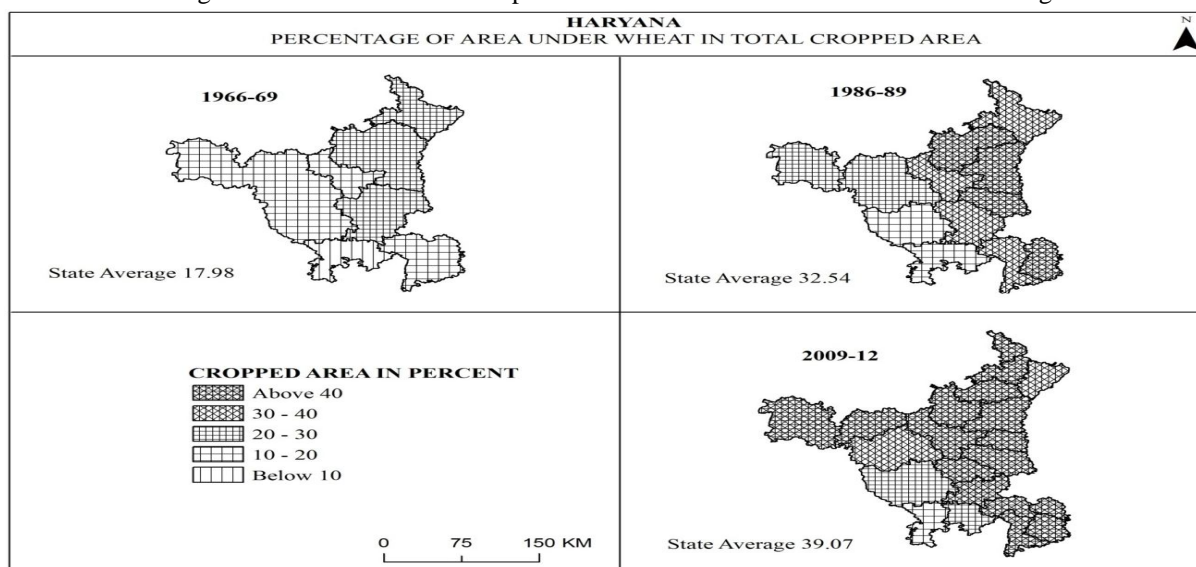 HARYANA
PERCENTAGE OF AREA UNDER WHEAT IN TOTAL CROPPED AREA
N
1966-69
State Average 17.98
1986-89
State Average 32.54
CROPPED AREA IN PERCENT
Above 40
30 - 40
20 - 30
10 - 20
Below 10
0 75 150 KM
2009-12
State Average 39.07